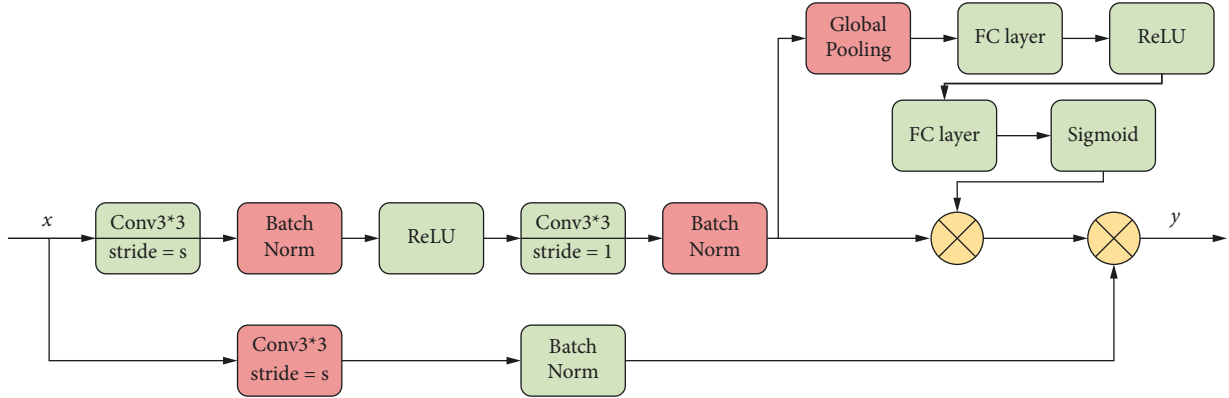 Global
Pooling
FC layer
ReLU
FC layer
Sigmoid
x
Conv3*3
stride = s
Batch
Norm
ReLU
Conv3*3
stride = 1
Batch
Norm
y
Conv3*3
stride = s
Batch
Norm